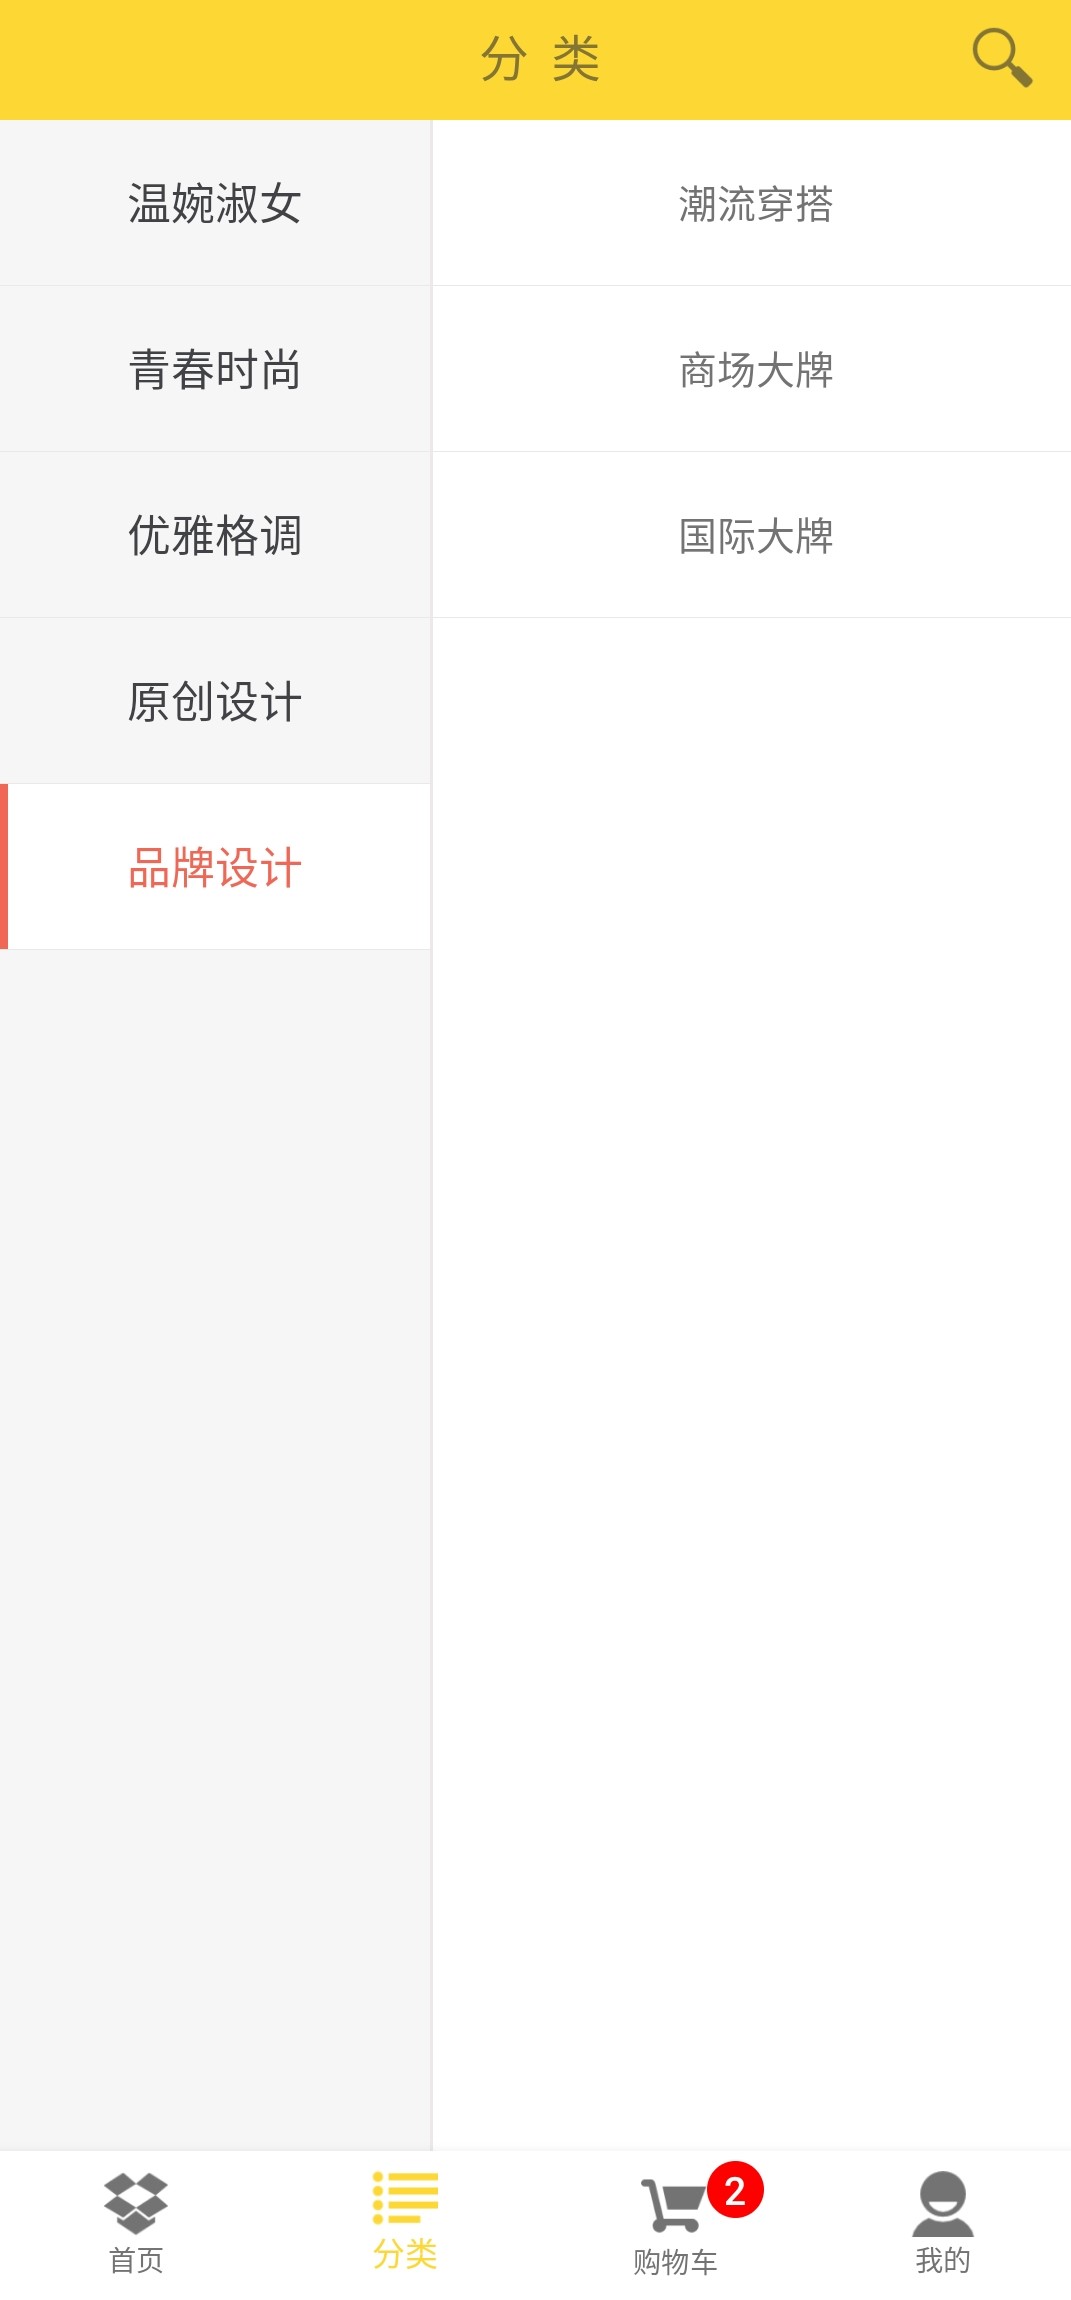 分 类
温婉淑女
青春时尚
优雅格调
原创设计
品牌设计
潮流穿搭
商场大牌
国际大牌
首页
分类
2
购物车
我的